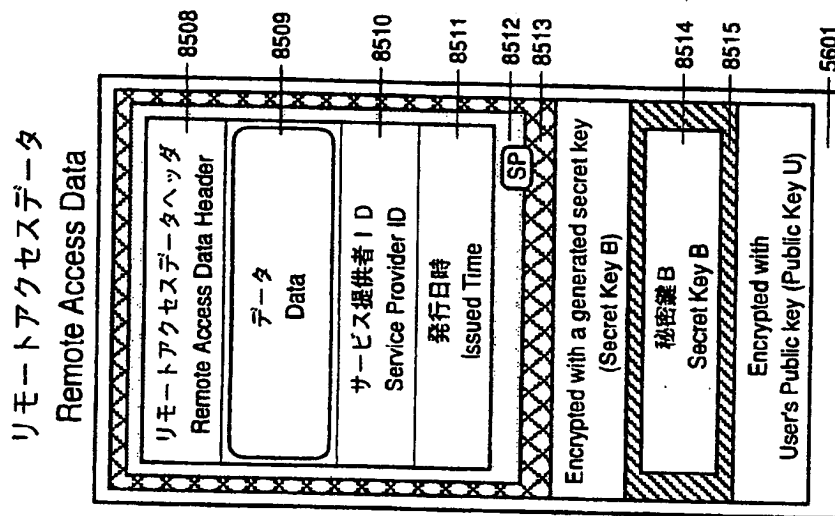 リモートアクセスデータ
Remote Access Data
リモートアクセスデータヘッダ
Remote Access Data Header
8508
データ
Data
8509
サービス提供者ID
Service Provider ID
8510
発行日時
Issued Time
8511
SP
8512
8513
Encrypted with a generated secret key
(Secret Key B)
秘密鍵B
Secret Key B
8514
8515
Encrypted with
User's Public key (Public Key U)
5601